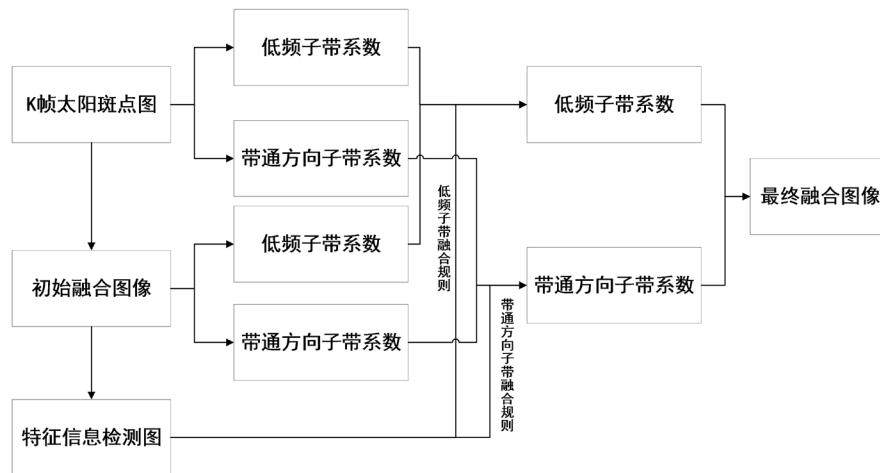 K帧太阳斑点图
低频子带系数
带通方向子带系数
低频子带系数
带通方向子带系数
初始融合图像
特征信息检测图
低频子带融合规则
带通方向子带融合规则
低频子带系数
带通方向子带系数
最终融合图像